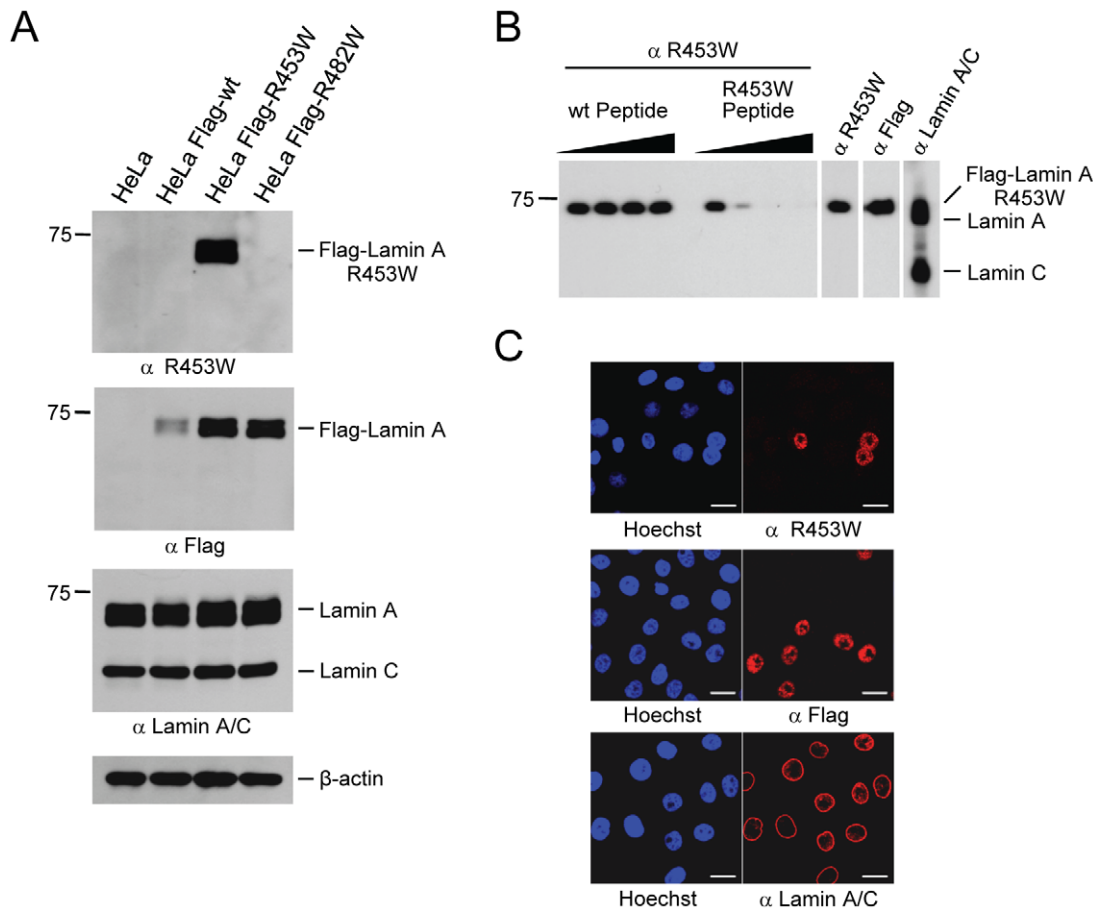 A
HeLa
HeLa Flag-wt
HeLa Flag-R453W
HeLa Flag-R482W
75
Flag-Lamin A
R453W
α R453W
75
Flag-Lamin A
α Flag
75
Lamin A
Lamin C
α Lamin A/C
β-actin
B
α R453W
wt Peptide
R453W
Peptide
α R453W
α Flag
α Lamin A/C
75
Flag-Lamin A
R453W
Lamin A
Lamin C
C
Hoechst
α R453W
Hoechst
α Flag
Hoechst
α Lamin A/C